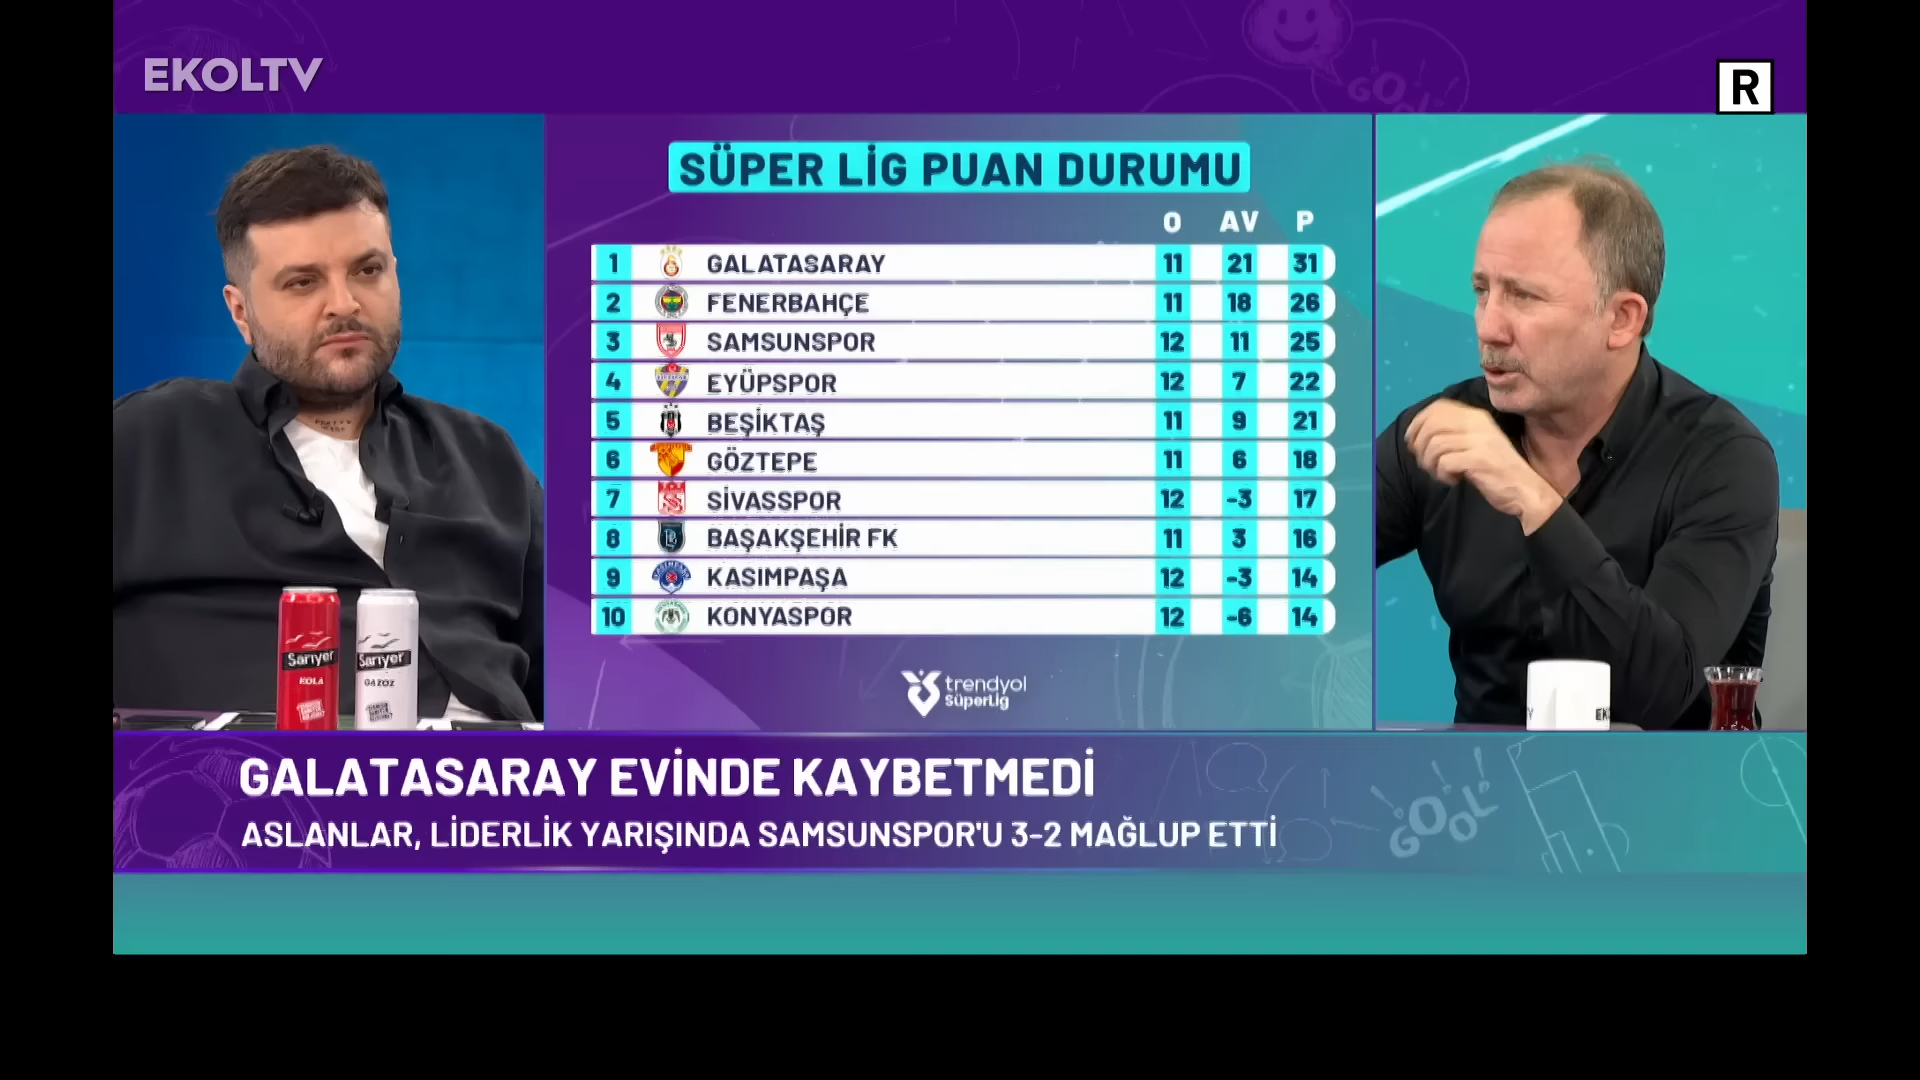 EKOLTV
R
GOOL
SÜPER LİG PUAN DURUMU
O AV P
1 GALATASARAY 11 21 31
2 FENERBAHÇE 11 18 26
3 SAMSUNSPOR 12 11 25
4 EYÜPSPOR 12 7 22
5 BEŞİKTAŞ 11 9 21
6 GÖZTEPE 11 6 18
7 SİVASSPOR 12 -3 17
8 BAŞAKŞEHİR FK 11 3 16
9 KASIMPAŞA 12 -3 14
10 KONYASPOR 12 -6 14
trendyol
SüperLig
Sarıyer
KOLA
Sarıyer
GAZOZ
GALATASARAY EVİNDE KAYBETMEDİ
ASLANLAR, LİDERLİK YARIŞINDA SAMSUNSPOR'U 3-2 MAĞLUP ETTİ
GOOL